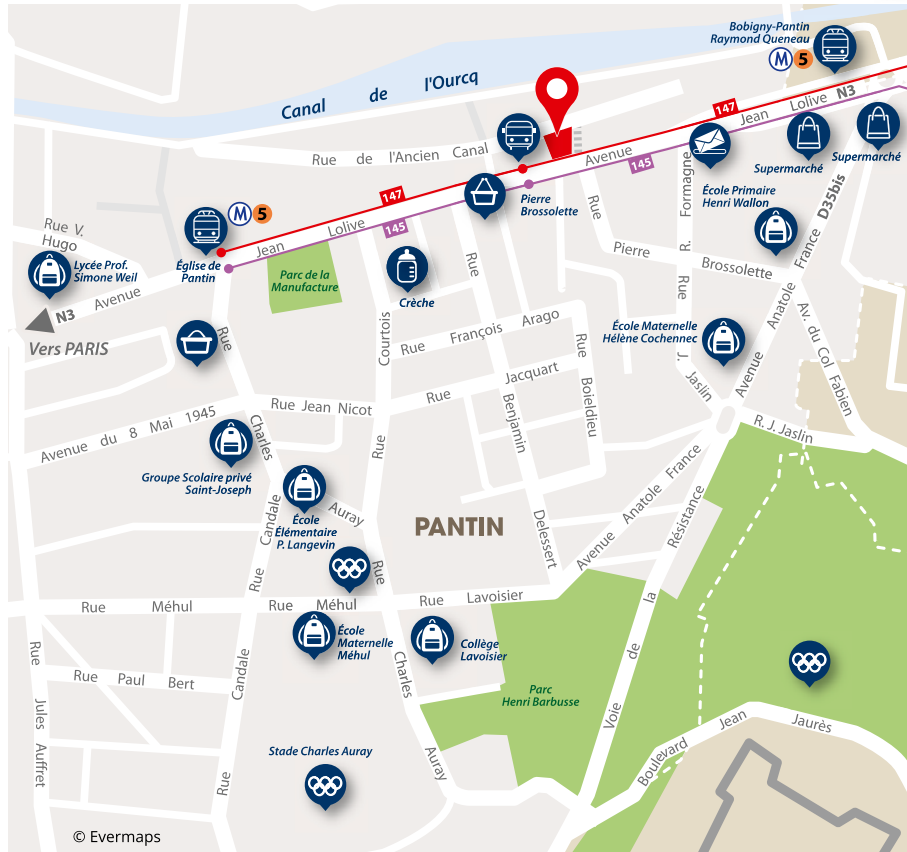 Bobigny-Pantin
Raymond Queneau
M 5
Canal de l'Ourcq
147
Jean Lolive N3
Rue de l'Ancien Canal
Avenue
145
Supermarché
Supermarché
École Primaire
Henri Wallon
Formagne
R.
Rue
J.
Jaslin
147
Pierre
Brossolette
Rue
Pierre
Brossolette
France D35bis
Anatole
Avenue
M 5
Jean Lolive
145
Rue V.
Hugo
Lycée Prof.
Simone Weil
Église de
Pantin
Parc de la
Manufacture
Crèche
N3 Avenue
Vers PARIS
Rue
Charles
Auray
Rue
Charles
Auray
Courtois
Rue
Rue François Arago
Rue Jacquart
Rue
Boieldieu
Rue
Benjamin
Delessert
École Maternelle
Hélène Cochennec
Av. du Col Fabien
R. J. Jaslin
Rue Jean Nicot
Avenue du 8 Mai 1945
Groupe Scolaire privé
Saint-Joseph
École
Élémentaire
P. Langevin
PANTIN
Avenue Anatole France
Résistance
la
de
Voie
Candale
Rue
Candale
Rue
Rue Méhul
Rue Méhul
Rue Lavoisier
École
Maternelle
Méhul
Collège
Lavoisier
Rue Paul Bert
Rue
Jules
Auffret
Parc
Henri Barbusse
Stade Charles Auray
Boulevard Jean Jaurès
© Evermaps